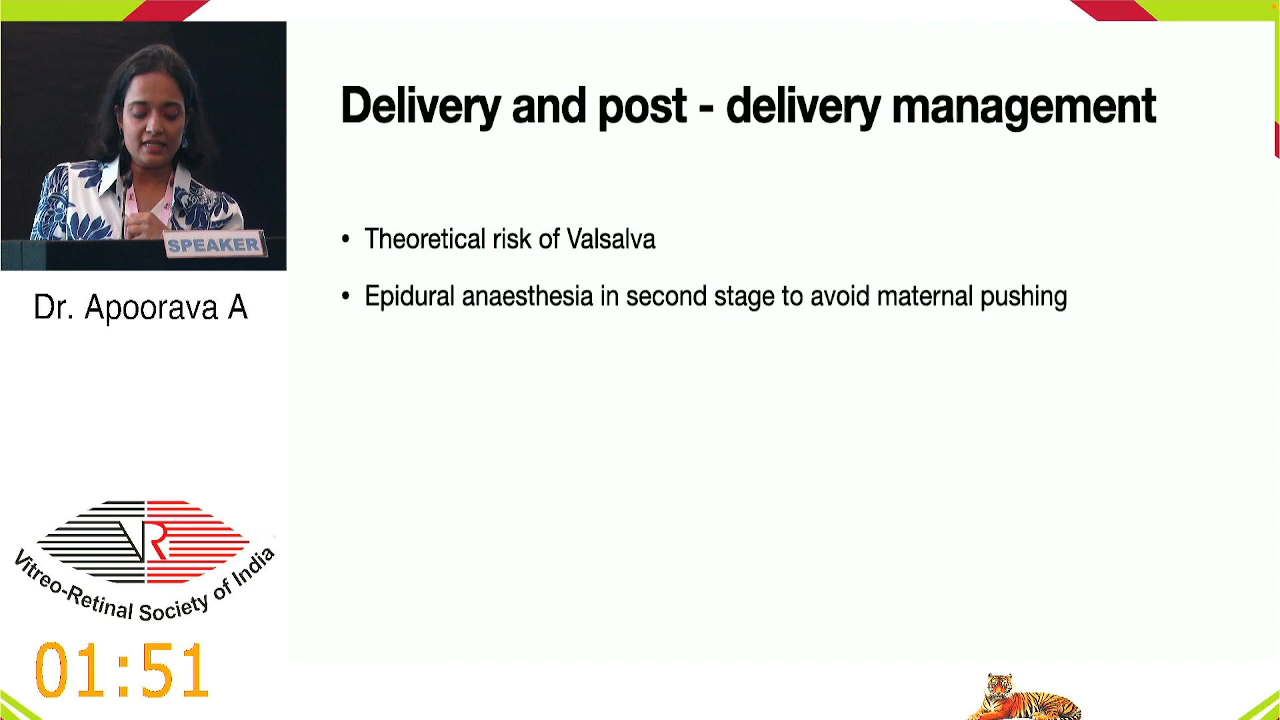 Delivery and post - delivery management
• Theoretical risk of Valsalva
• Epidural anaesthesia in second stage to avoid maternal pushing
SPEAKER
Dr. Apoorava A
VR
Vitreo-Retinal Society of India
01:51